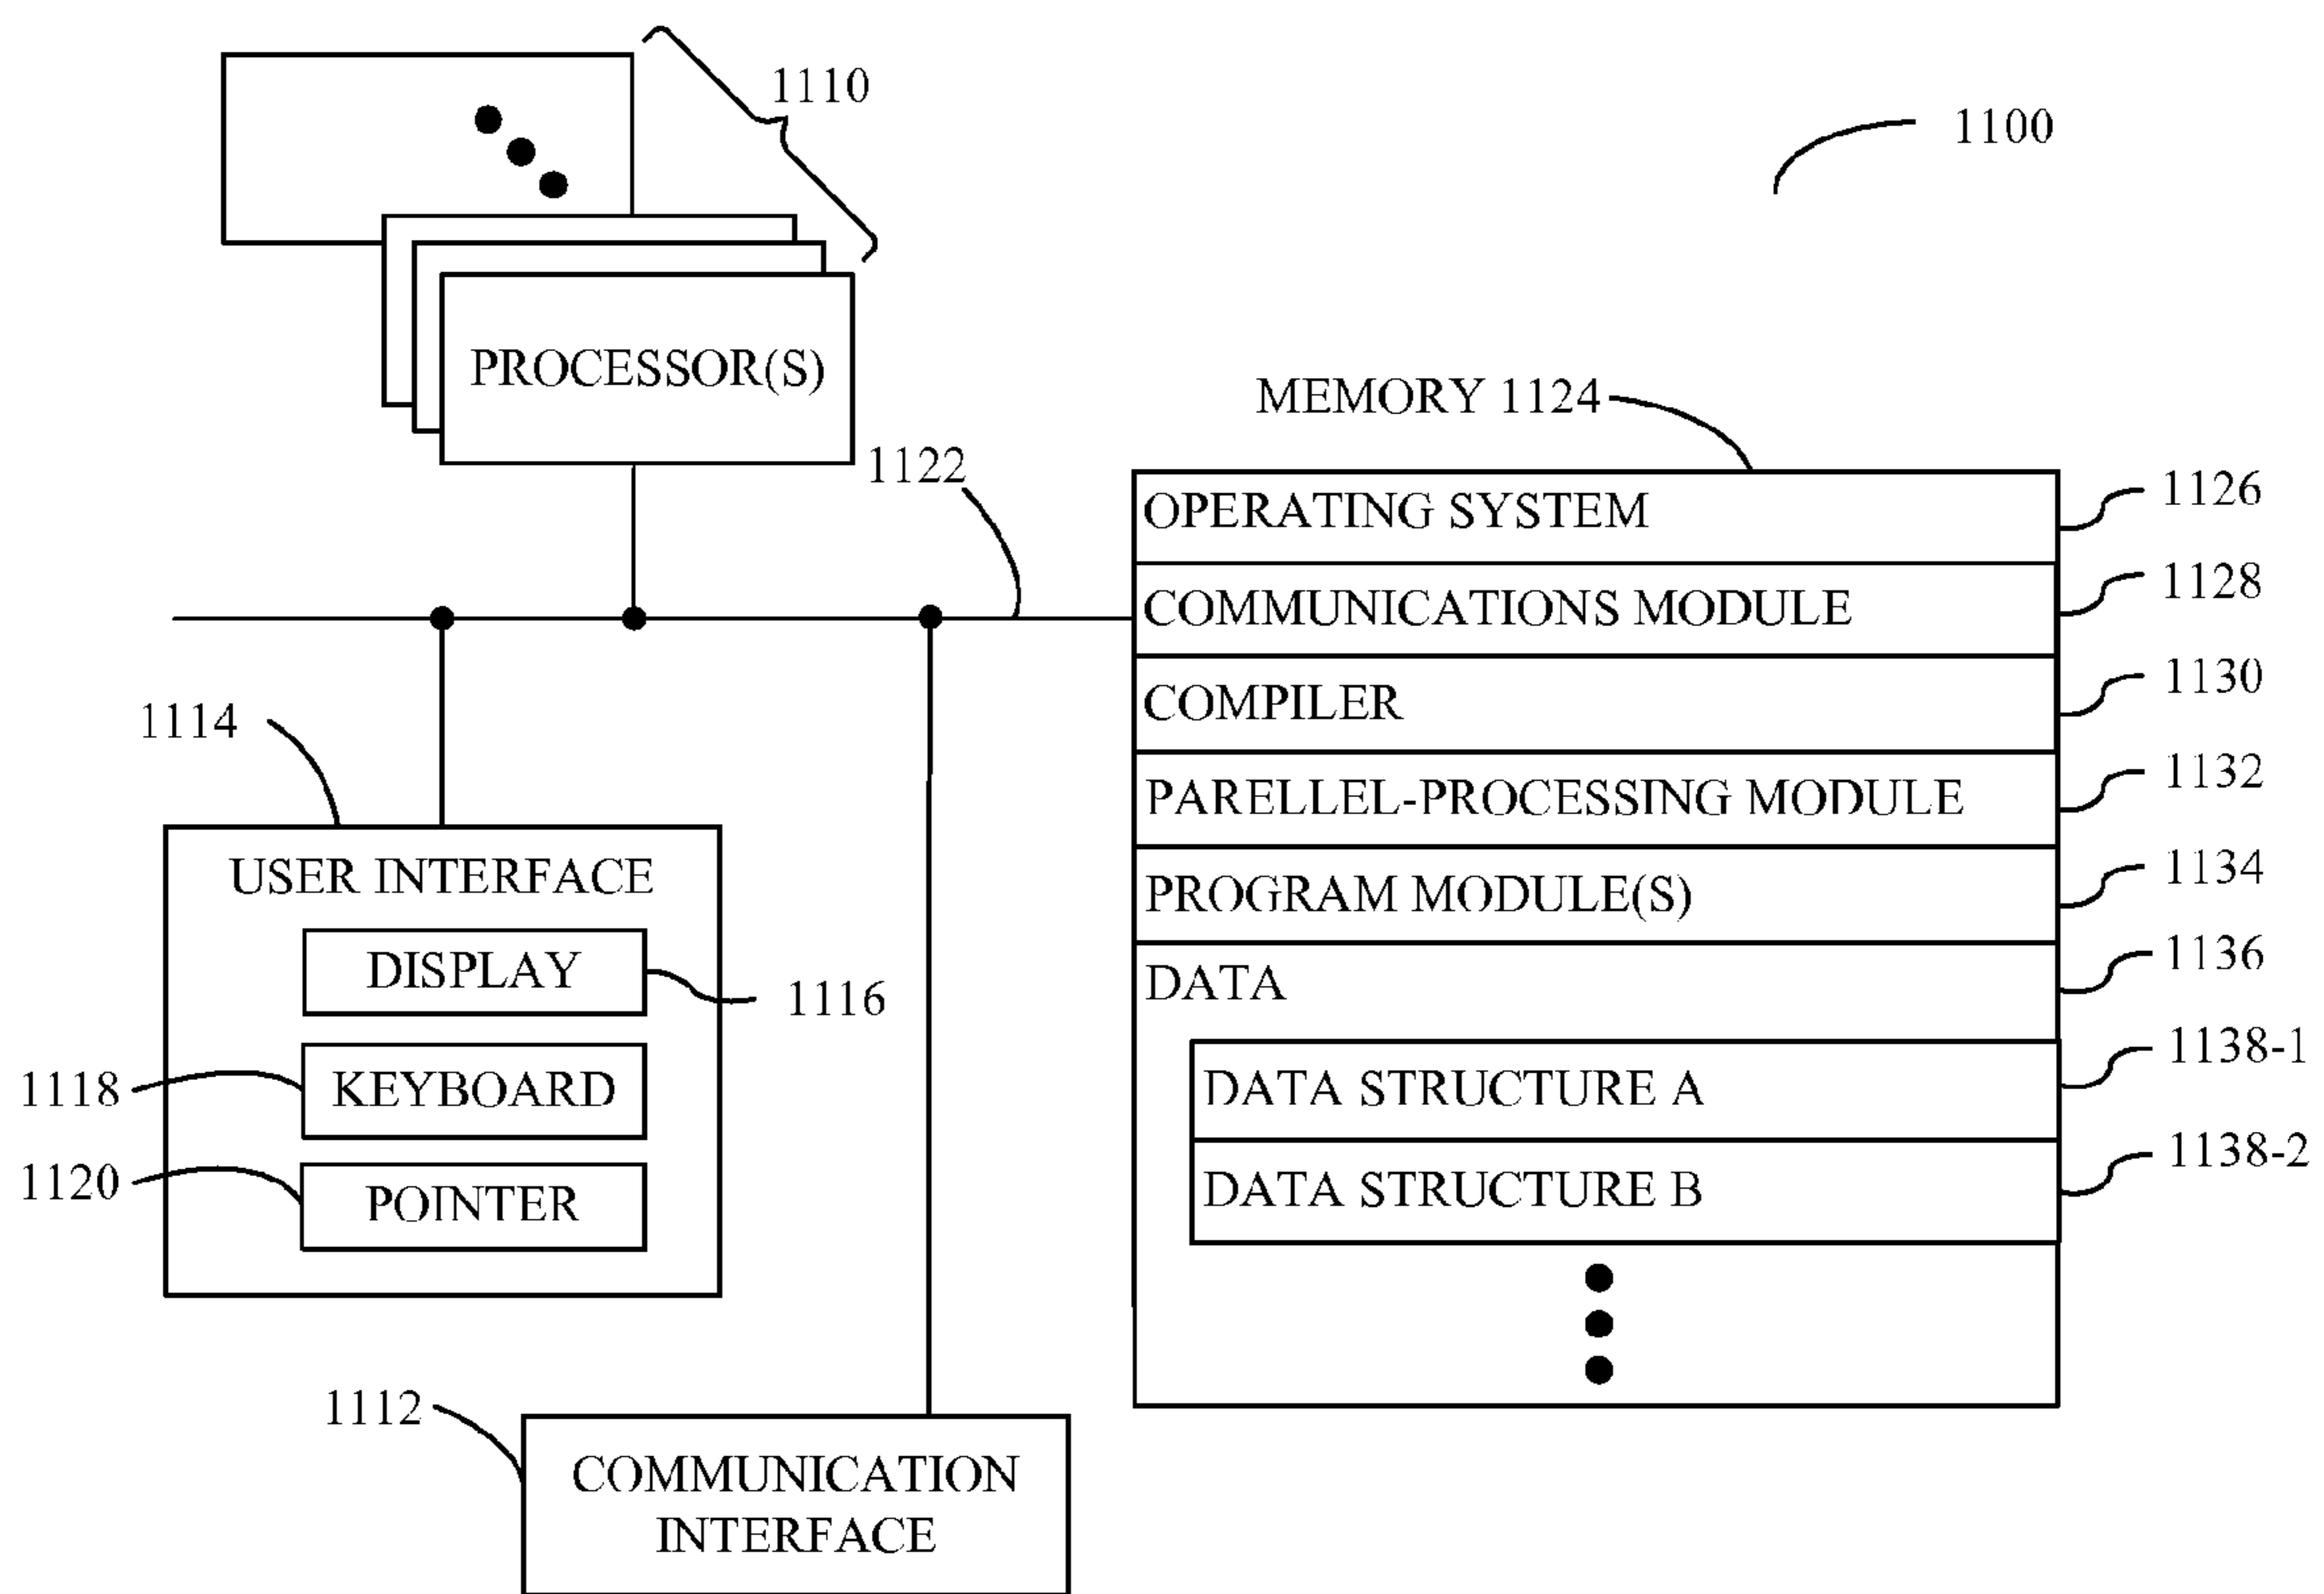 1110
1100
PROCESSOR(S)
MEMORY 1124
1122
OPERATING SYSTEM
1126
COMMUNICATIONS MODULE
1128
COMPILER
1130
PARELLEL-PROCESSING MODULE
1132
PROGRAM MODULE(S)
1134
DATA
1136
DATA STRUCTURE A
1138-1
DATA STRUCTURE B
1138-2
1114
USER INTERFACE
DISPLAY
1116
1118
KEYBOARD
1120
POINTER
1112
COMMUNICATION
INTERFACE